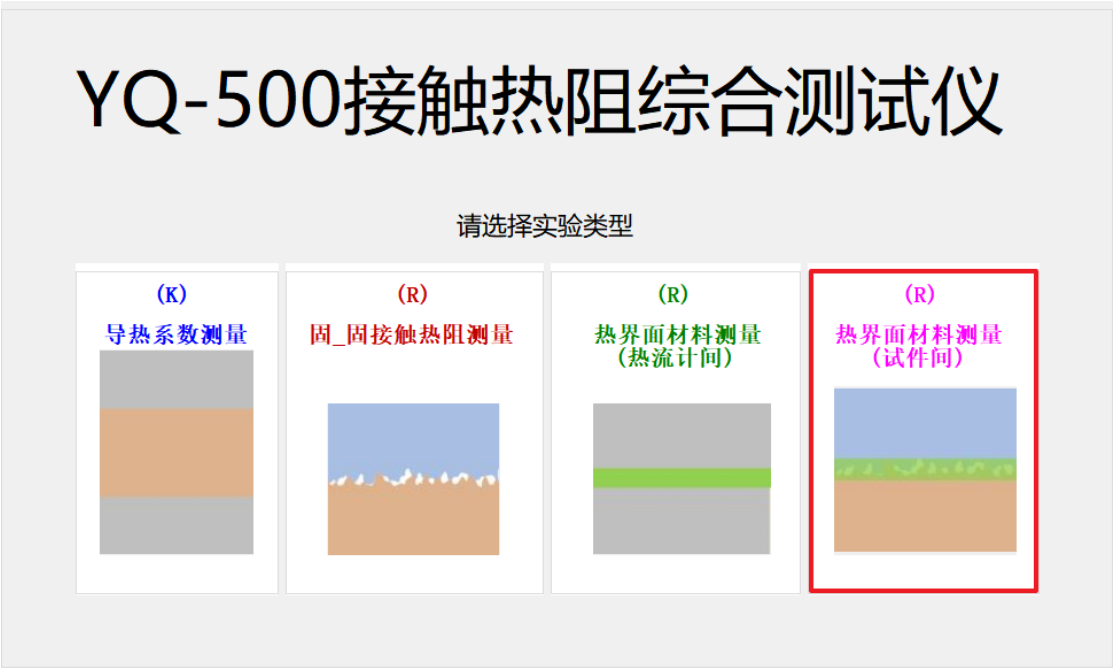 YQ-500接触热阻综合测试仪
请选择实验类型
(K)
导热系数测量
(R)
固_固接触热阻测量
(R)
热界面材料测量
(热流计间)
(R)
热界面材料测量
(试件间)